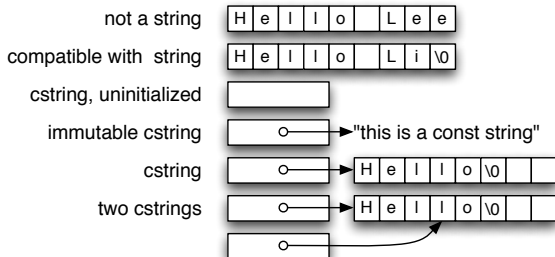 not a string H e l l o L e e
compatible with string H e l l o L i \0
cstring, uninitialized
immutable cstring "this is a const string"
cstring H e l l o \0
two cstrings H e l l o \0